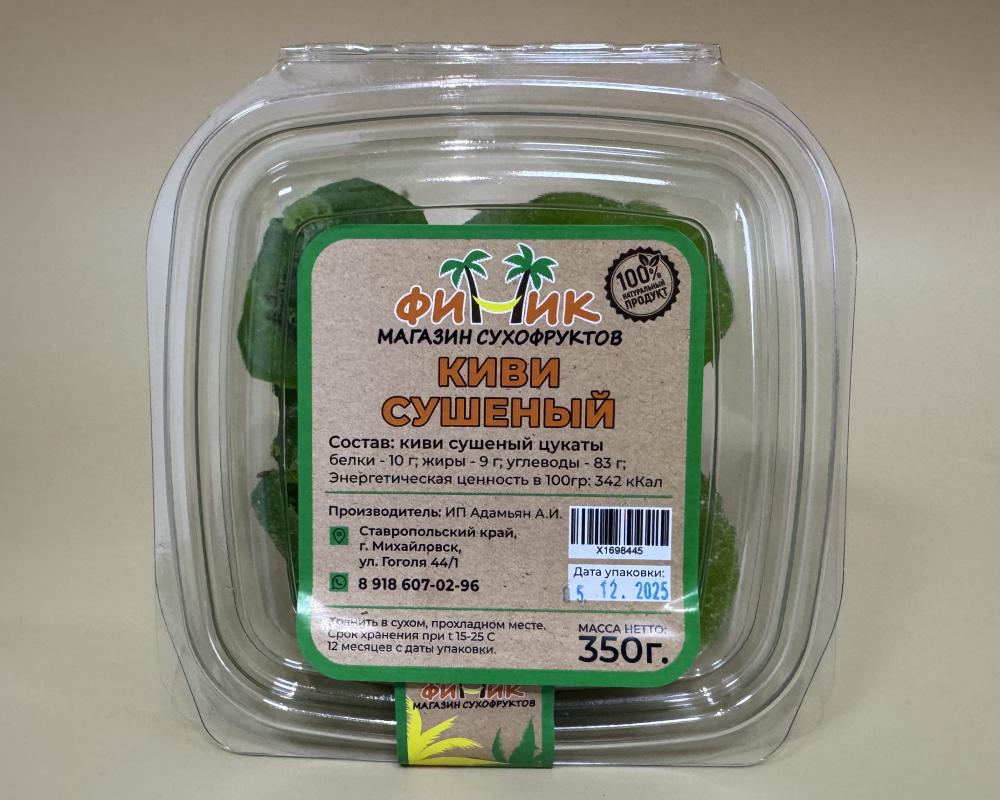 ФИНИК
МАГАЗИН СУХОФРУКТОВ
100%
НАТУРАЛЬНЫЙ
ПРОДУКТ
КИВИ
СУШЕНЫЙ
Состав: киви сушеный цукаты
белки - 10 г; жиры - 9 г; углеводы - 83 г;
Энергетическая ценность в 100гр: 342 кКал
Производитель: ИП Адамьян А.И.
Ставропольский край,
г. Михайловск,
ул. Гоголя 44/1
8 918 607-02-96
X1698445
Дата упаковки:
05. 12. 2025
Хранить в сухом, прохладном месте.
Срок хранения при t 15-25 С
12 месяцев с даты упаковки.
МАССА НЕТТО:
350г.
ФИНИК
МАГАЗИН СУХОФРУКТОВ